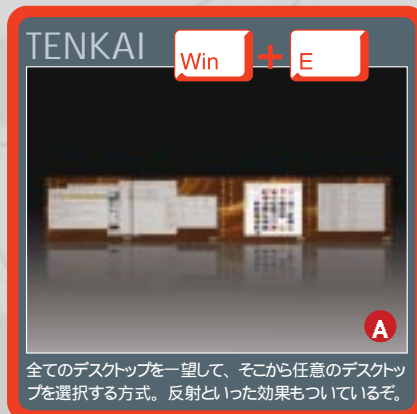 TENKAI
Win + E
A
全てのデスクトップを一望して、そこから任意のデスクトッ
プを選択する方式。反射といった効果もついているぞ。